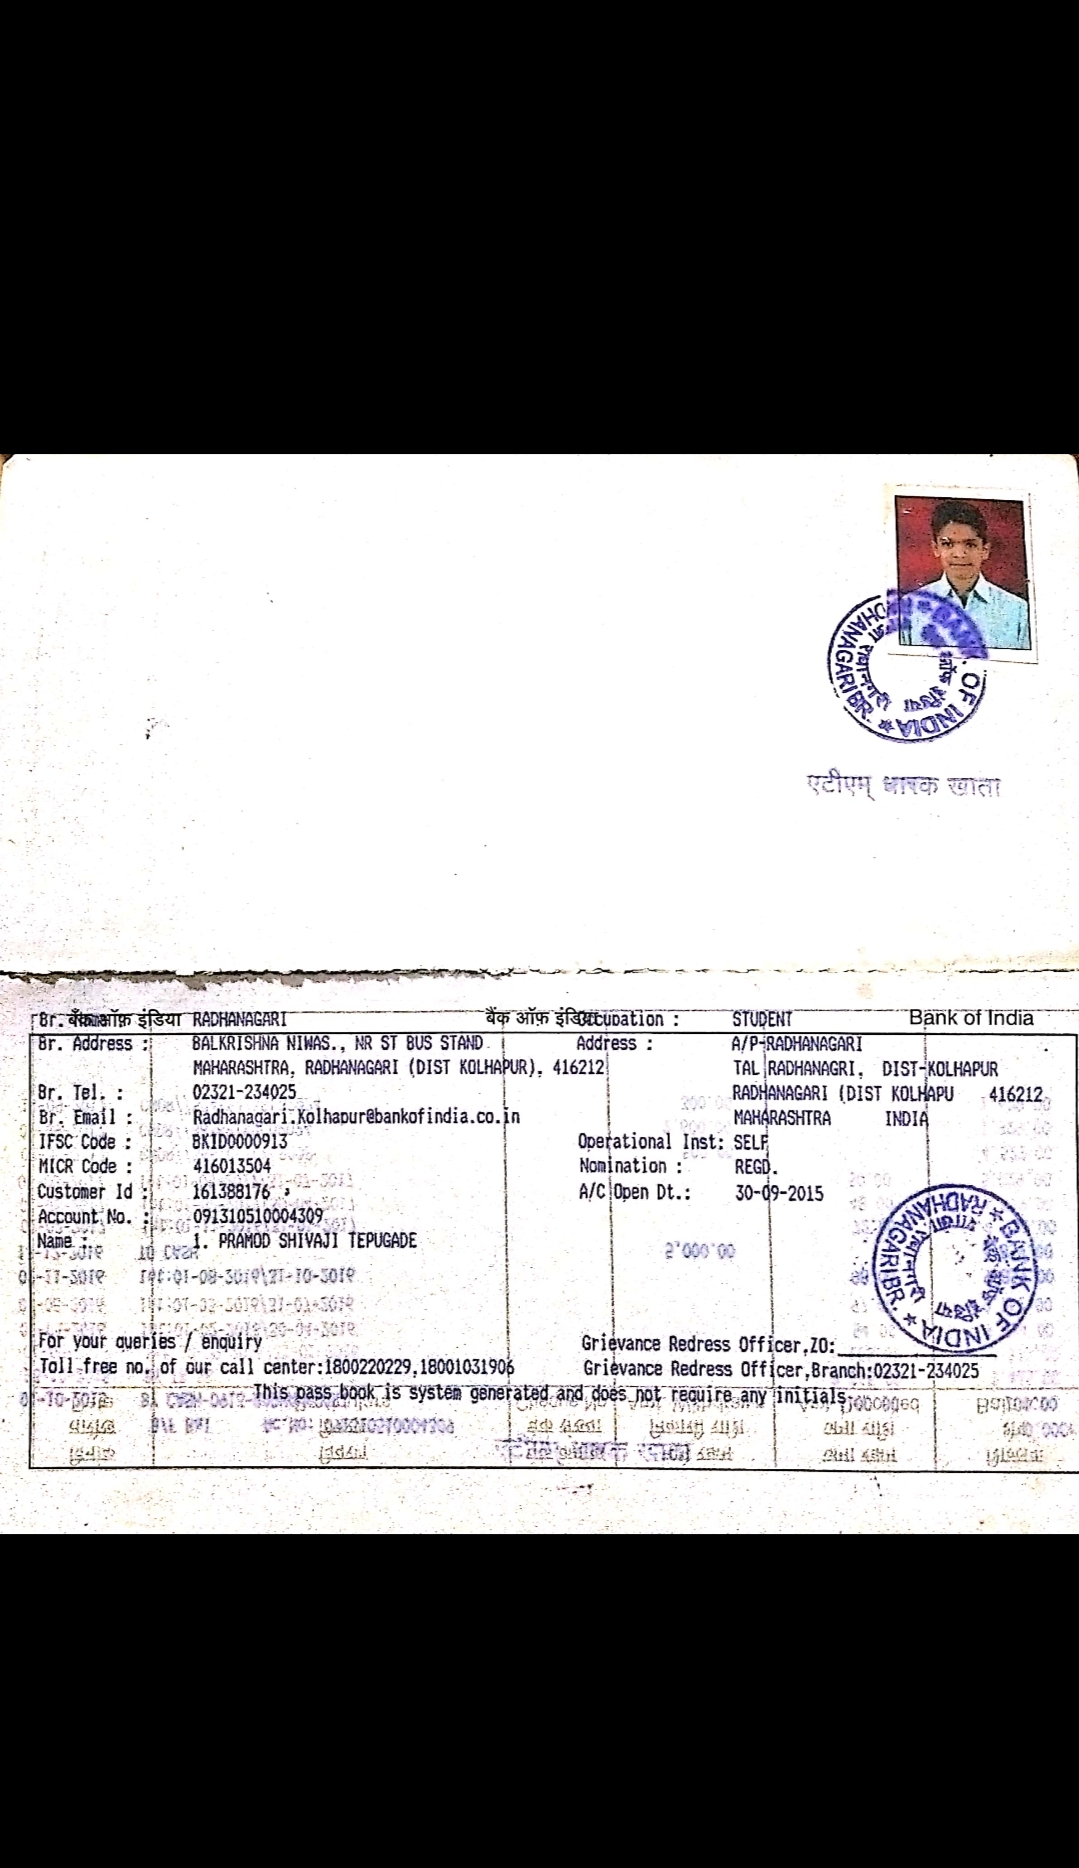 BANK OF INDIA
RADHANAGARI BR.
एटीएम् धारक खाता
Br. बैंक ऑफ़ इंडिया RADHANAGARI बैंक ऑफ़ इंडिया Occupation : STUDENT Bank of India
Br. Address : BALKRISHNA NIWAS., NR ST BUS STAND Address : A/P-RADHANAGARI
MAHARASHTRA, RADHANAGARI (DIST KOLHAPUR), 416212 TAL RADHANAGRI, DIST-KOLHAPUR
Br. Tel. : 02321-234025 RADHANAGARI (DIST KOLHAPU 416212
Br. Email : Radhanagari.Kolhapur@bankofindia.co.in MAHARASHTRA INDIA
IFSC Code : BKID0000913 Operational Inst: SELF
MICR Code : 416013504 Nomination : REGD.
Customer Id : 161388176 A/C Open Dt.: 30-09-2015
Account No. : 091310510004309
Name : 1. PRAMOD SHIVAJI TEPUGADE
BANK OF INDIA
RADHANAGARI BR.
For your queries / enquiry Grievance Redress Officer,ZO:
Toll free no. of our call center:1800220229,18001031906 Grievance Redress Officer,Branch:02321-234025
This pass book is system generated and does not require any initials.